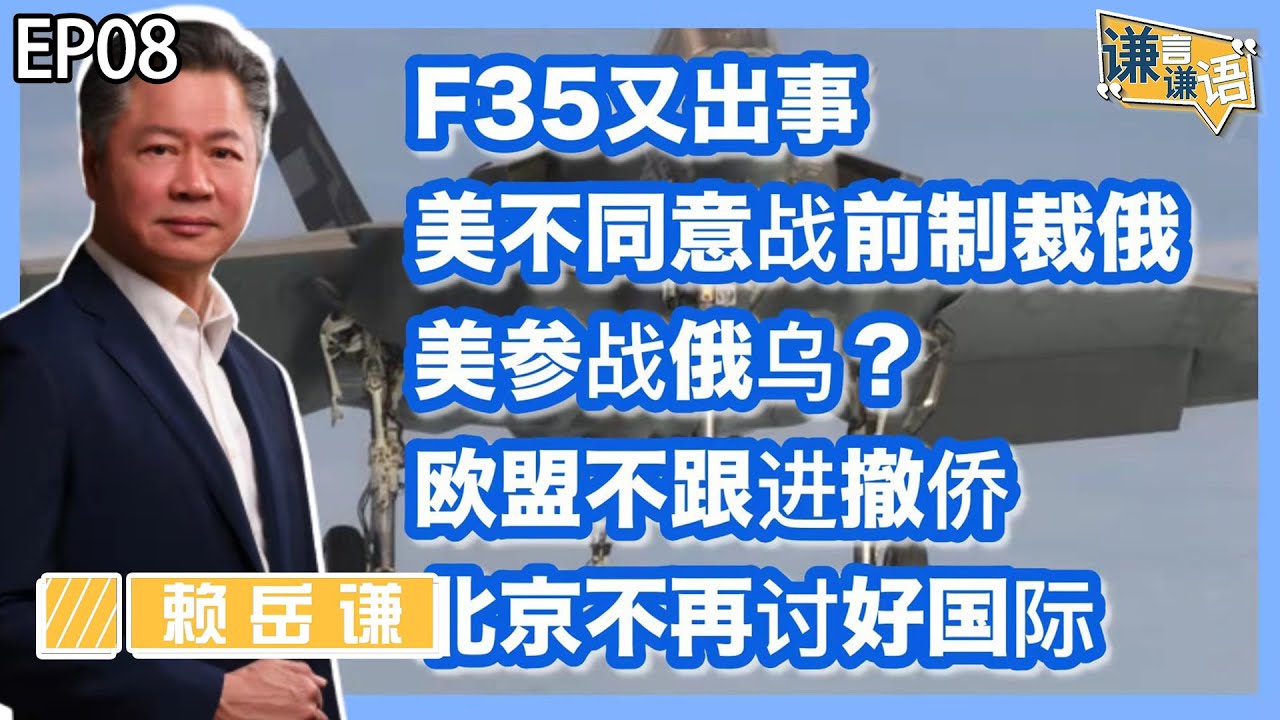 EP08
谦言谦语
F35又出事
美不同意战前制裁俄
美参战俄乌？
欧盟不跟进撤侨
北京不再讨好国际
赖岳谦